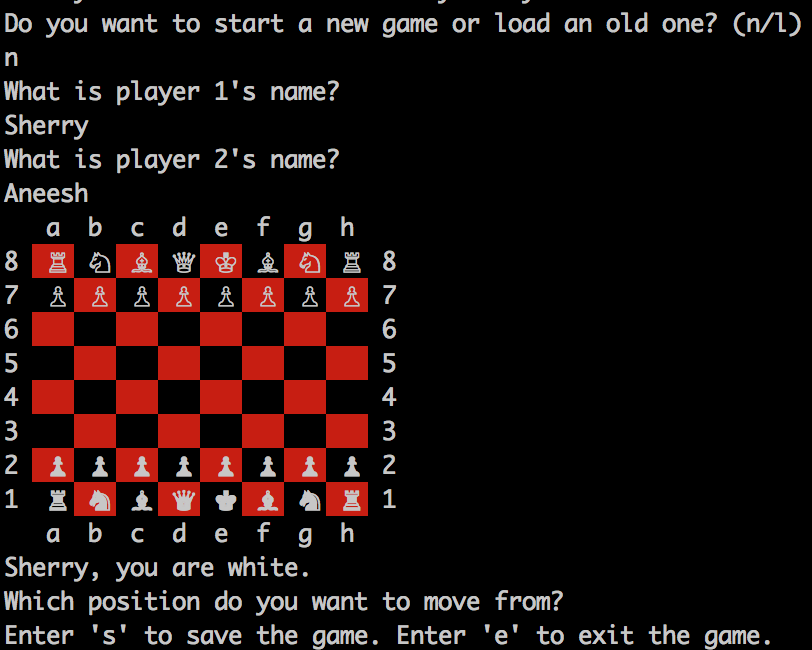 Do you want to start a new game or load an old one? (n/l)
n
What is player 1's name?
Sherry
What is player 2's name?
Aneesh
a b c d e f g h
8 ♖ ♘ ♗ ♕ ♔ ♗ ♘ ♖ 8
7 ♙ ♙ ♙ ♙ ♙ ♙ ♙ ♙ 7
6 6
5 5
4 4
3 3
2 ♟ ♟ ♟ ♟ ♟ ♟ ♟ ♟ 2
1 ♜ ♞ ♝ ♛ ♚ ♝ ♞ ♜ 1
a b c d e f g h
Sherry, you are white.
Which position do you want to move from?
Enter 's' to save the game. Enter 'e' to exit the game.